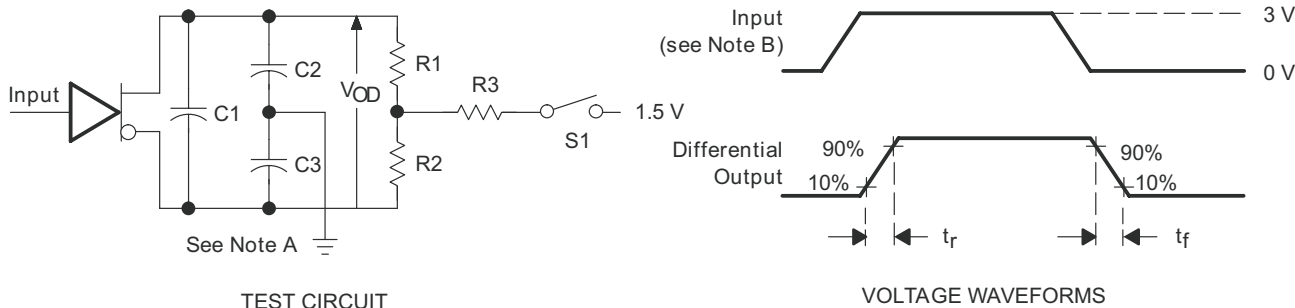 Input
C1
C2
C3
VOD
R1
R2
R3
S1
1.5 V
See Note A
TEST CIRCUIT
Input
(see Note B)
3 V
0 V
Differential
Output
90%
10%
90%
10%
tr
tf
VOLTAGE WAVEFORMS